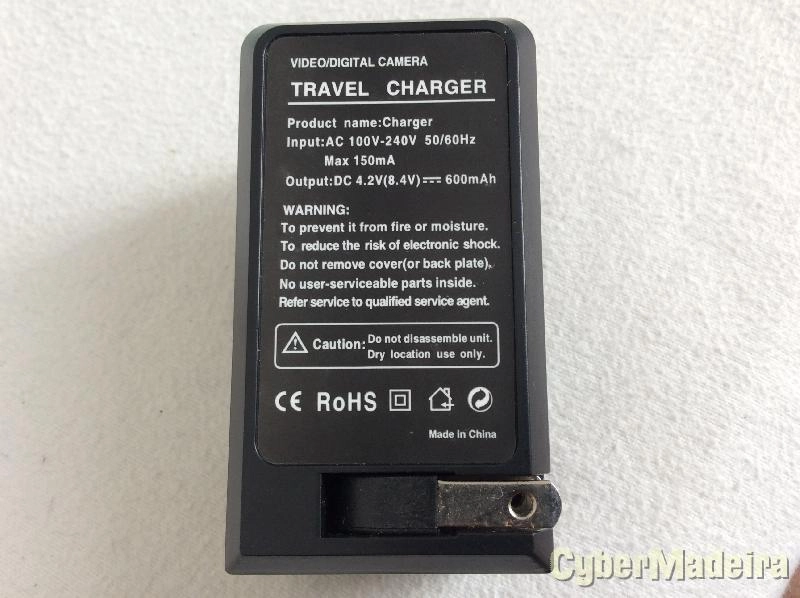 VIDEO/DIGITAL CAMERA
TRAVEL CHARGER
Product name:Charger
Input:AC 100V-240V 50/60Hz
Max 150mA
Output:DC 4.2V(8.4V)⎓ 600mAh
WARNING:
To prevent it from fire or moisture.
To reduce the risk of electronic shock.
Do not remove cover(or back plate),
No user-serviceable parts inside.
Refer service to qualified service agent.
Caution: Do not disassemble unit.
Dry location use only.
CE RoHS
Made in China
CyberMadeira